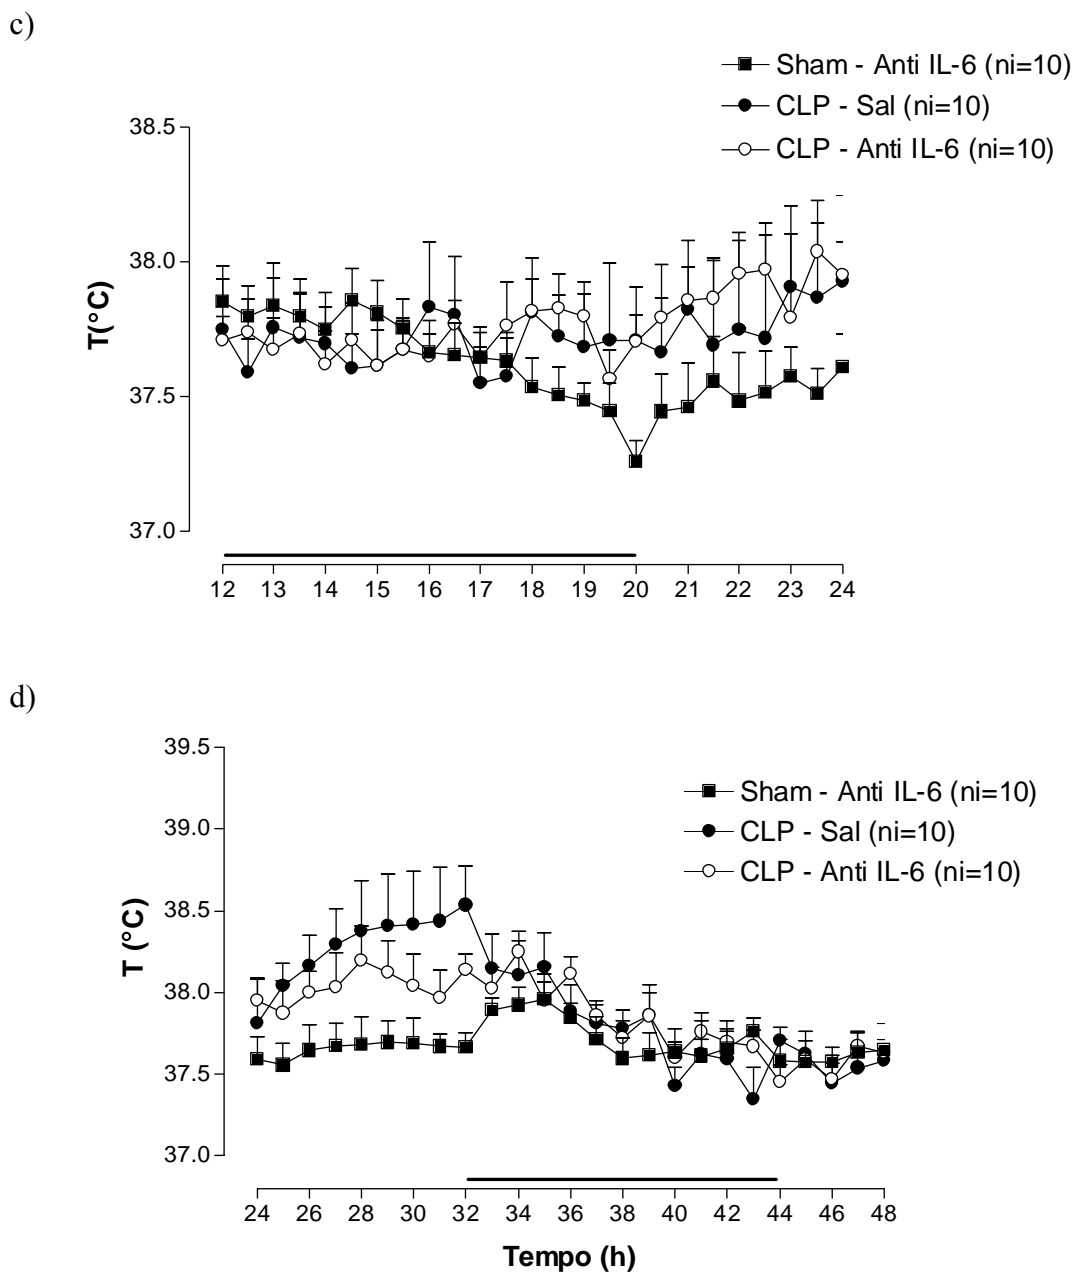 c)
Sham - Anti IL-6 (ni=10)
CLP - Sal (ni=10)
CLP - Anti IL-6 (ni=10)
T(°C)
38.5
38.0
37.5
37.0
12 13 14 15 16 17 18 19 20 21 22 23 24
d)
Sham - Anti IL-6 (ni=10)
CLP - Sal (ni=10)
CLP - Anti IL-6 (ni=10)
T (°C)
39.5
39.0
38.5
38.0
37.5
37.0
24 26 28 30 32 34 36 38 40 42 44 46 48
Tempo (h)